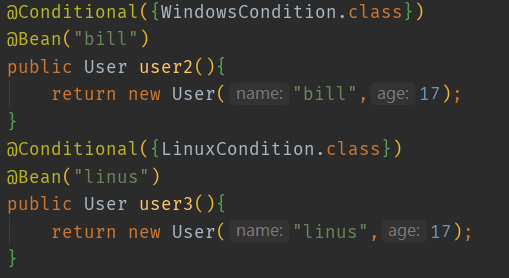 @Conditional({WindowsCondition.class})
@Bean("bill")
public User user2(){
    return new User( name: "bill", age: 17);
}
@Conditional({LinuxCondition.class})
@Bean("linus")
public User user3(){
    return new User( name: "linus", age: 17);
}